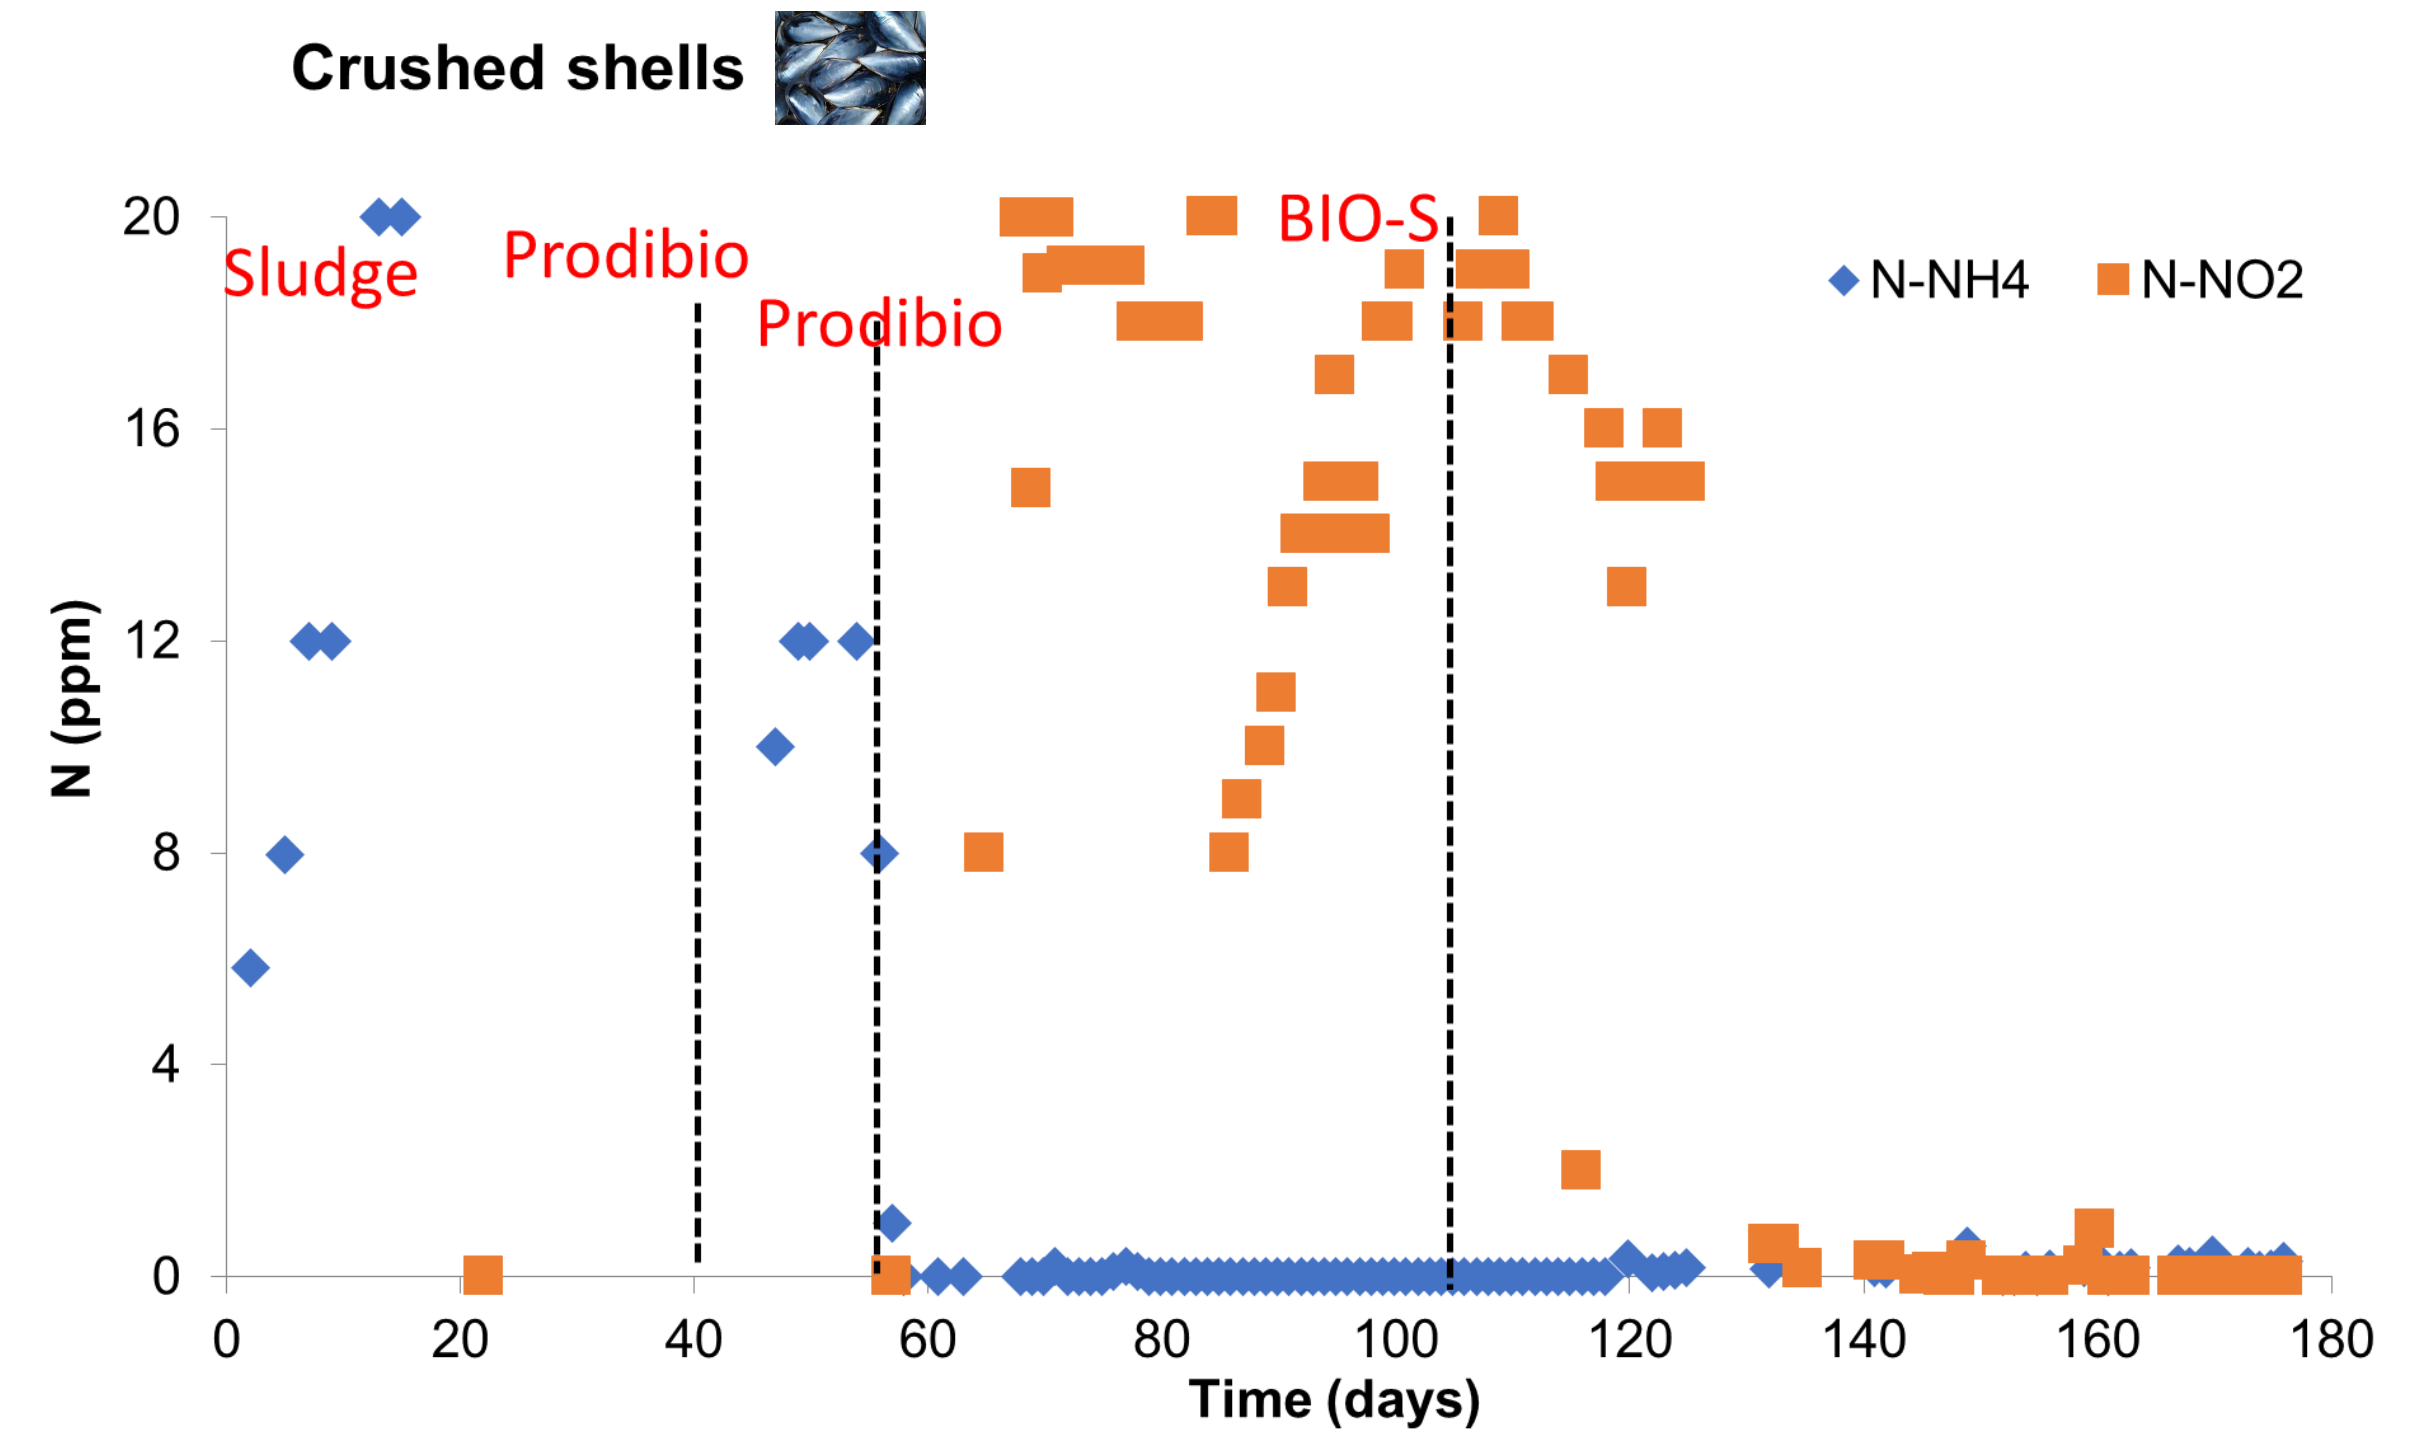 Crushed shells
Sludge
Prodibio
Prodibio
BIO-S
N-NH4
N-NO2
N (ppm)
20
16
12
8
4
0
0 20 40 60 80 100 120 140 160 180
Time (days)